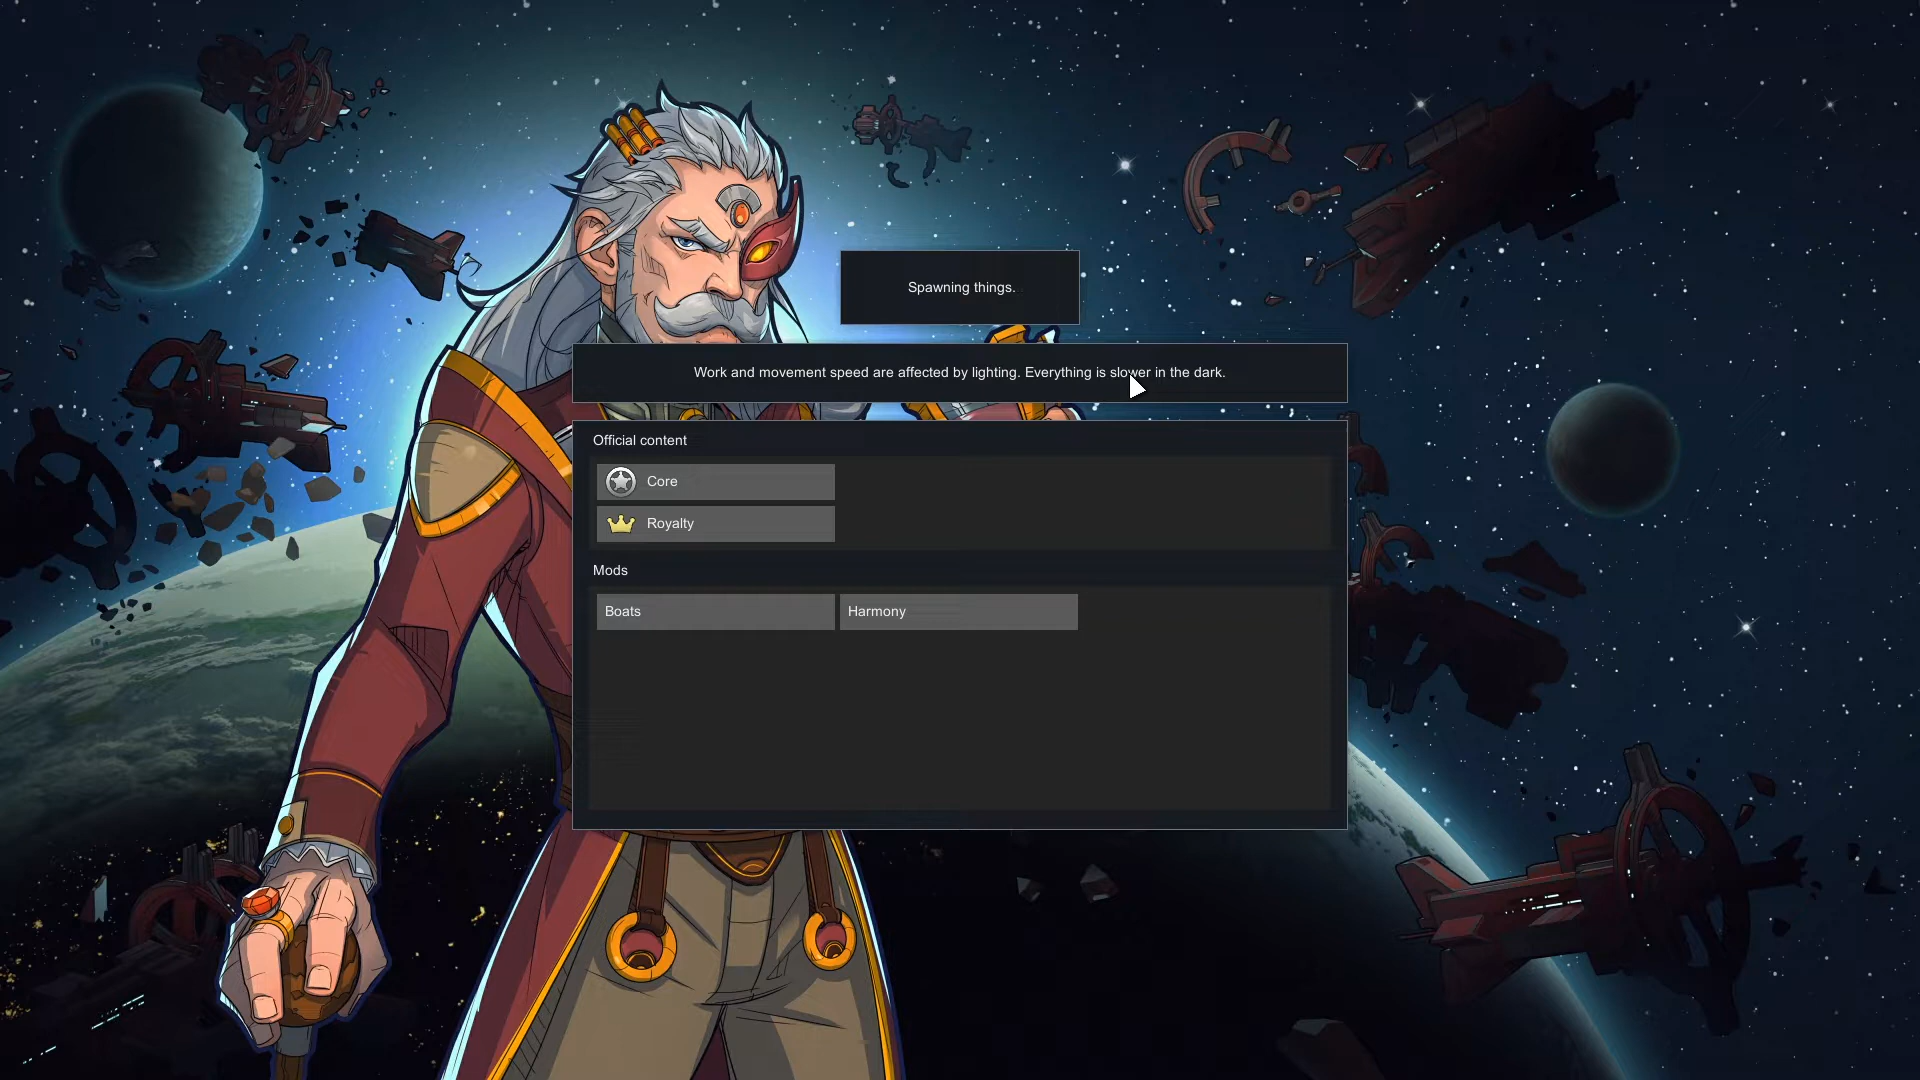 Spawning things.
Work and movement speed are affected by lighting. Everything is slower in the dark.
Official content
Core
Royalty
Mods
Boats
Harmony